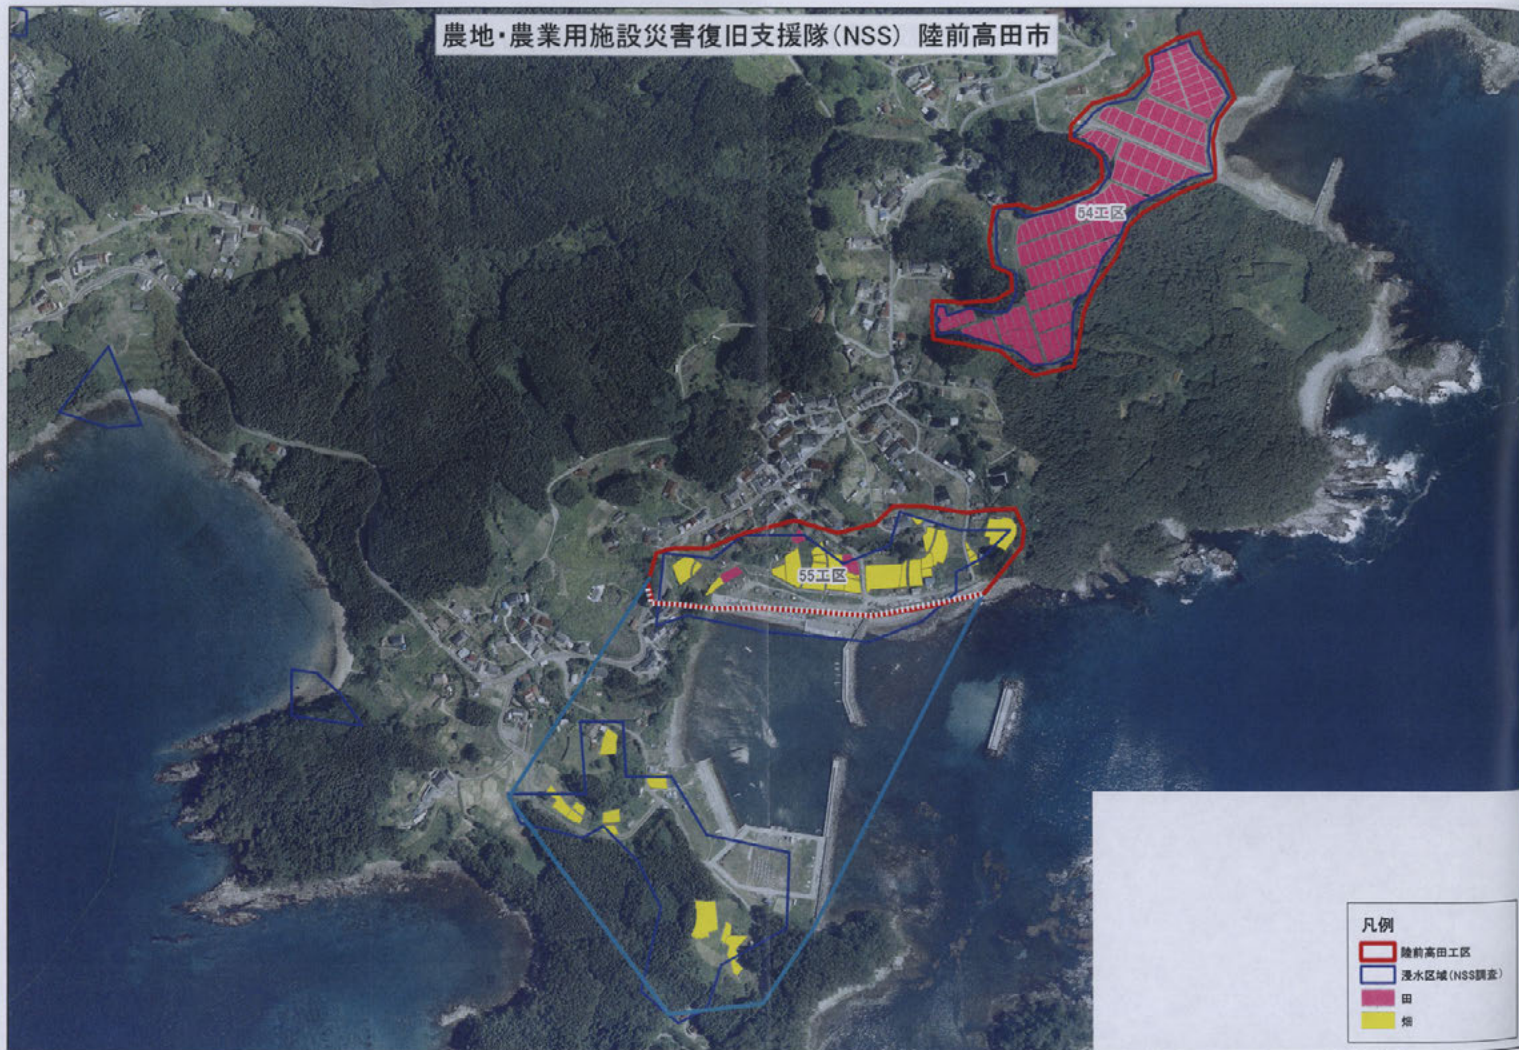 農地・農業用施設災害復旧支援隊(NSS) 陸前高田市
54工区
55工区
凡例
陸前高田工区
浸水区域(NSS調査)
田
畑